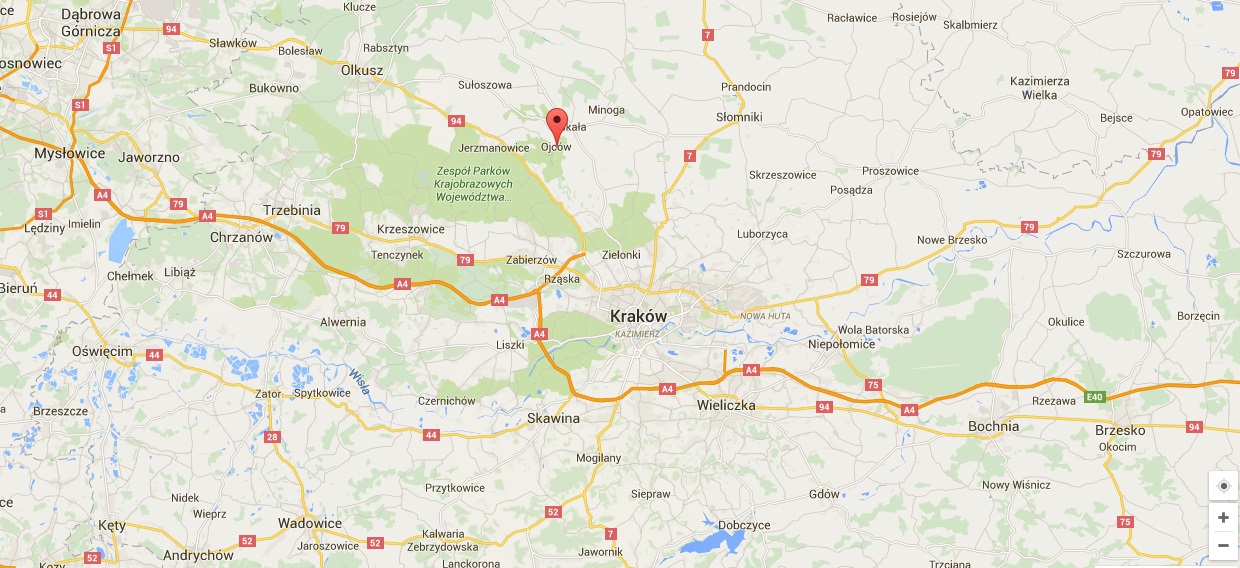 Klucze
Racławice
Rosiejów
Skalbmierz
Dąbrowa
Górnicza
94
S1
7
Sławków
Bolesław
Rabsztyn
osnowiec
Olkusz
79
Sułoszowa
Bukowno
Prandocin
Kazimierza
Wielka
S1
Minoga
Słomniki
Bejsce
Opatowiec
94
kała
Mysłowice
Jaworzno
Jerzmanowice
Ojców
7
79
Zespół Parków
Krajobrazowych
Województwa...
Skrzeszowice
Proszowice
Posądza
A4
79
S1
A4
Trzebinia
79
Lędziny
Imielin
Chrzanów
Krzeszowice
Luborzyca
79
Nowe Brzesko
Tenczynek
79
Zabierzów
Zielonki
Szczurowa
Chełmek
Libiąż
Rząska
79
Bieruń
44
A4
A4
Kraków
KAZIMIERZ
NOWA HUTA
Alwernia
A4
Liszki
Wola Batorska
Niepołomice
Okulice
Borzęcin
Oświęcim
44
Wisła
A4
Zator
Spytkowice
A4
75
E40
Czernichów
Brzeszcze
Skawina
Wieliczka
94
A4
Rzezawa
28
44
Bochnia
Brzesko
94
Okocim
Mogilany
Przytkowice
Siepraw
Gdów
Nowy Wiśnicz
Nidek
Wieprz
52
Kęty
Wadowice
Dobczyce
75
52
Andrychów
52
Jaroszowice
52
Kalwaria
Zebrzydowska
7
Jawornik
Lanckorona
Trzciana
+
−